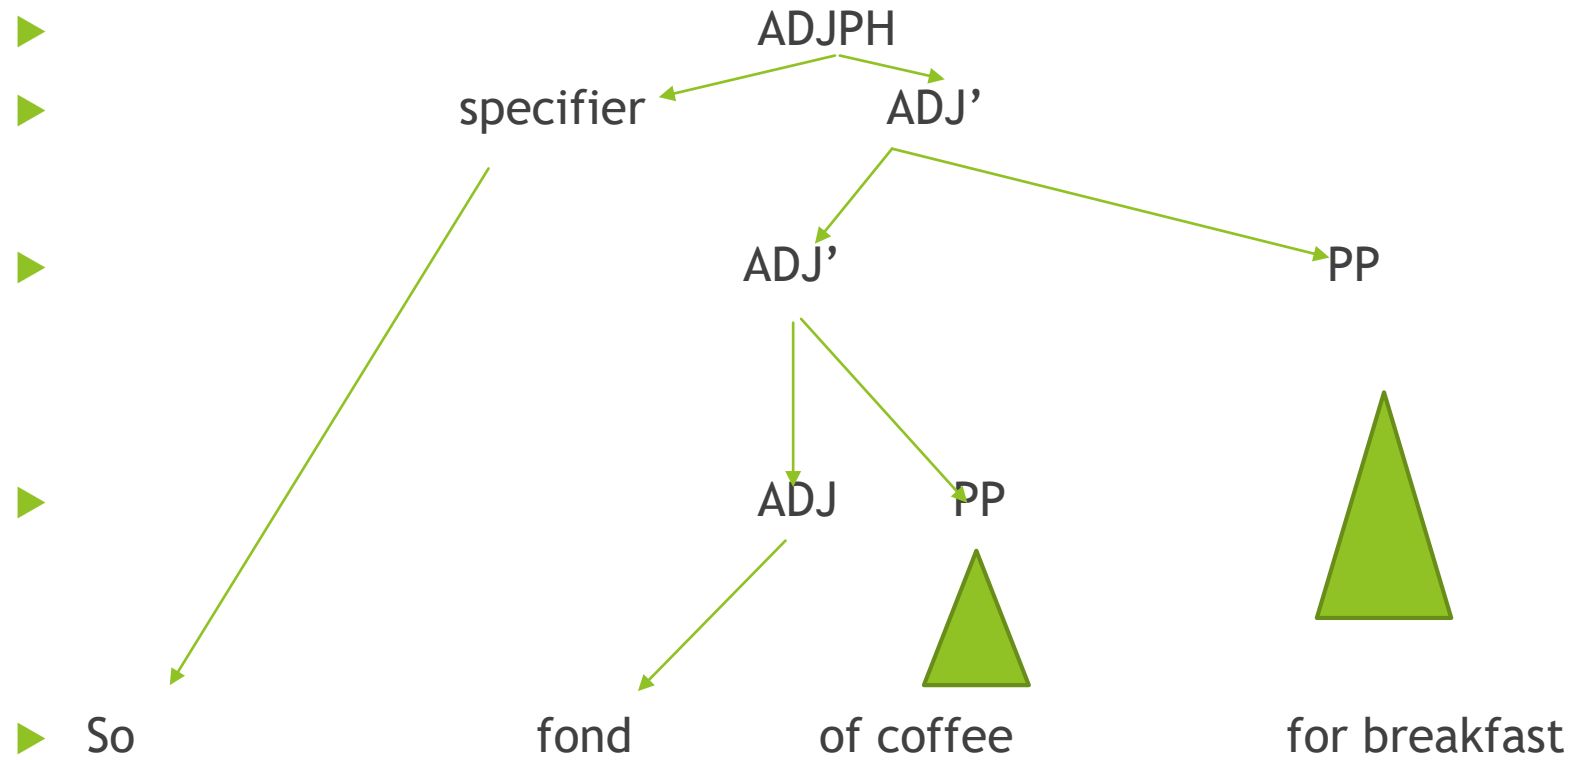 ADJPH
specifier ADJ’
ADJ’ PP
ADJ PP
So fond of coffee for breakfast